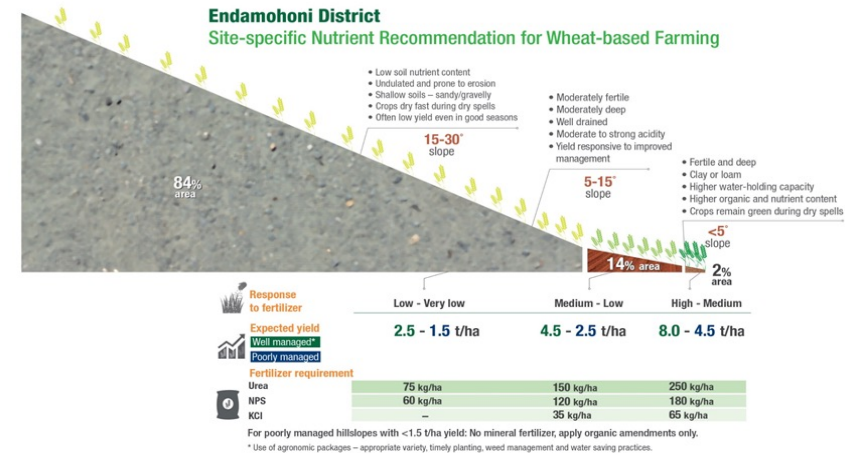 Endamohoni District
Site-specific Nutrient Recommendation for Wheat-based Farming
• Low soil nutrient content
• Undulated and prone to erosion
• Shallow soils – sandy/gravelly
• Crops dry fast during dry spells
• Often low yield even in good seasons
15-30°
slope
• Moderately fertile
• Moderately deep
• Well drained
• Moderate to strong acidity
• Yield responsive to improved
management
5-15°
slope
• Fertile and deep
• Clay or loam
• Higher water-holding capacity
• Higher organic and nutrient content
• Crops remain green during dry spells
<5°
slope
84%
area
14% area
2%
area
Response
to fertilizer
Low - Very low
Medium - Low
High - Medium
Expected yield
Well managed*
Poorly managed
2.5 - 1.5 t/ha
4.5 - 2.5 t/ha
8.0 - 4.5 t/ha
Fertilizer requirement
Urea 75 kg/ha 150 kg/ha 250 kg/ha
NPS 60 kg/ha 120 kg/ha 180 kg/ha
KCl – 35 kg/ha 65 kg/ha
For poorly managed hillslopes with <1.5 t/ha yield: No mineral fertilizer, apply organic amendments only.
* Use of agronomic packages – appropriate variety, timely planting, weed management and water saving practices.